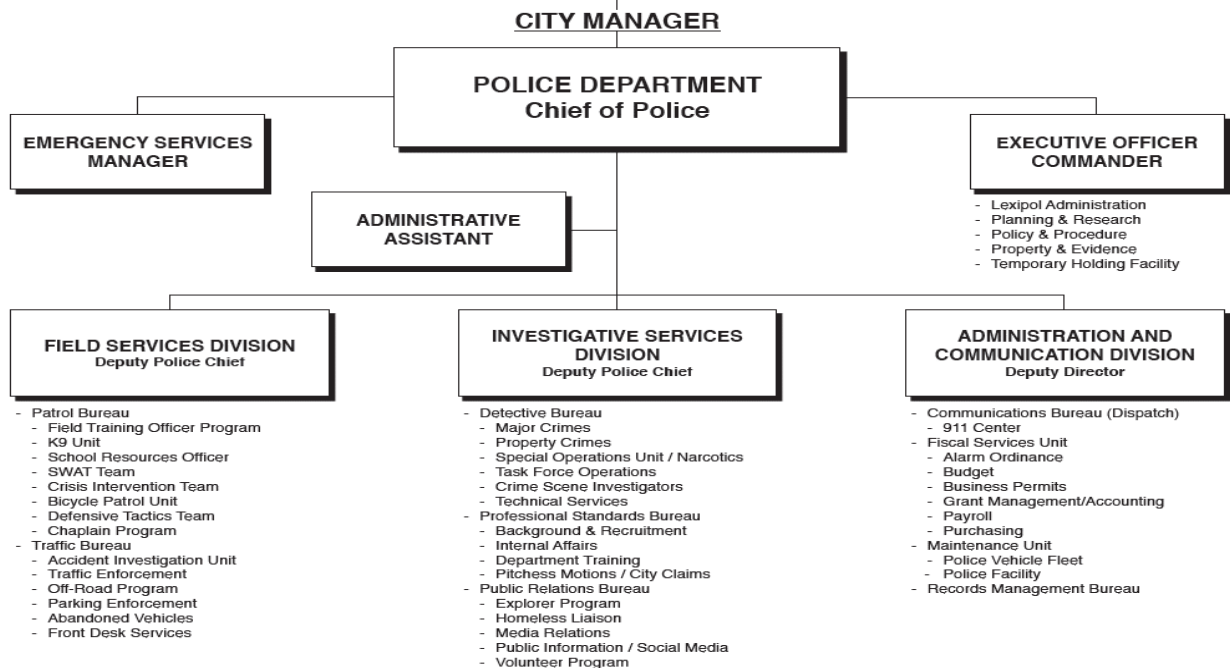 CITY MANAGER
POLICE DEPARTMENT
Chief of Police
EMERGENCY SERVICES
MANAGER
EXECUTIVE OFFICER
COMMANDER
- Lexipol Administration
- Planning & Research
- Policy & Procedure
- Property & Evidence
- Temporary Holding Facility
ADMINISTRATIVE
ASSISTANT
FIELD SERVICES DIVISION
Deputy Police Chief
- Patrol Bureau
- Field Training Officer Program
- K9 Unit
- School Resources Officer
- SWAT Team
- Crisis Intervention Team
- Bicycle Patrol Unit
- Defensive Tactics Team
- Chaplain Program
- Traffic Bureau
- Accident Investigation Unit
- Traffic Enforcement
- Off-Road Program
- Parking Enforcement
- Abandoned Vehicles
- Front Desk Services
INVESTIGATIVE SERVICES
DIVISION
Deputy Police Chief
- Detective Bureau
- Major Crimes
- Property Crimes
- Special Operations Unit / Narcotics
- Task Force Operations
- Crime Scene Investigators
- Technical Services
- Professional Standards Bureau
- Background & Recruitment
- Internal Affairs
- Department Training
- Pitchess Motions / City Claims
- Public Relations Bureau
- Explorer Program
- Homeless Liaison
- Media Relations
- Public Information / Social Media
- Volunteer Program
ADMINISTRATION AND
COMMUNICATION DIVISION
Deputy Director
- Communications Bureau (Dispatch)
- 911 Center
- Fiscal Services Unit
- Alarm Ordinance
- Budget
- Business Permits
- Grant Management/Accounting
- Payroll
- Purchasing
- Maintenance Unit
- Police Vehicle Fleet
- Police Facility
- Records Management Bureau